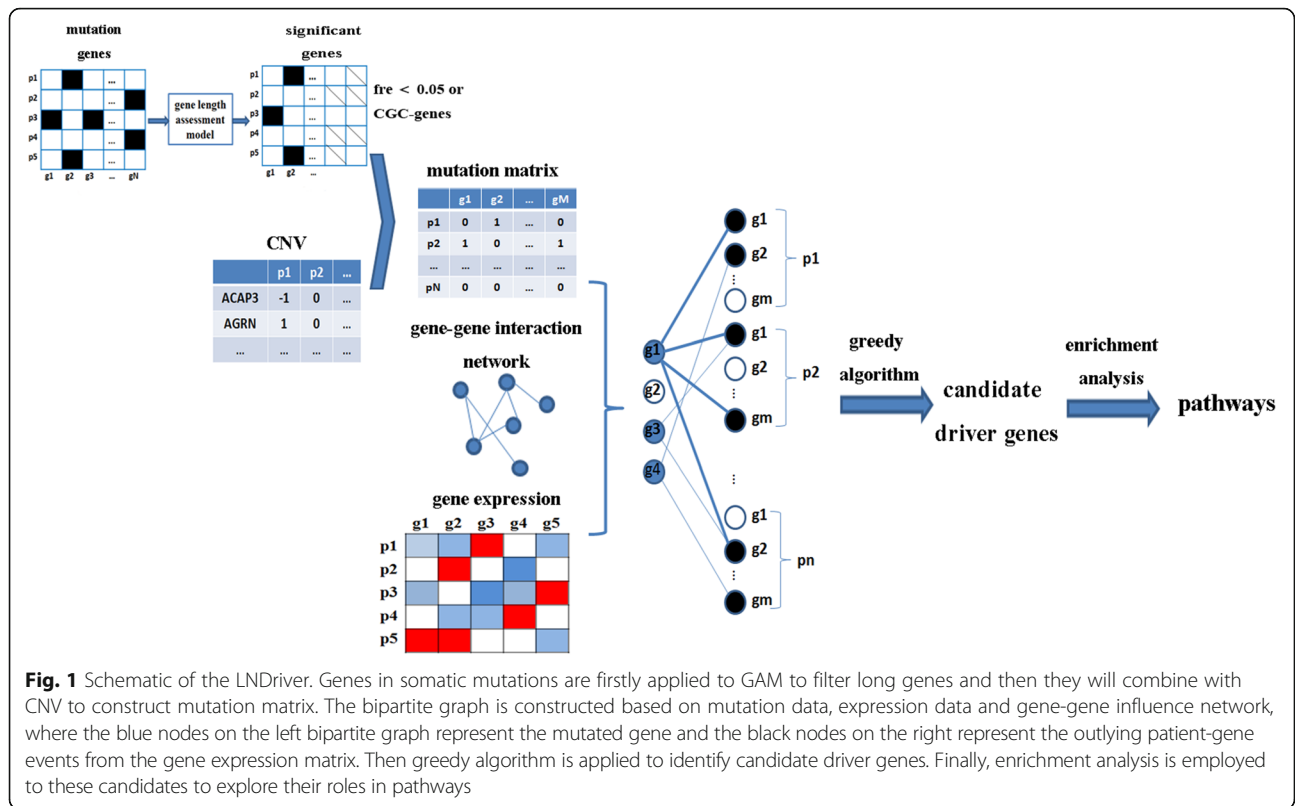 mutation
genes
p1
p2
p3
p4
p5
...
...
...
...
...
g1 g2 g3 ... gN
gene length
assessment
model
significant
genes
p1
p2
p3
p4
p5
...
...
...
...
...
g1 g2 ...
fre < 0.05 or
CGC-genes
CNV
p1 p2 ...
ACAP3 -1 0 ...
AGRN 1 0 ...
... ... ... ...
mutation matrix
g1 g2 ... gM
p1 0 1 ... 0
p2 1 0 ... 1
... ... ... ... ...
pN 0 0 ... 0
gene-gene interaction
network
gene expression
g1 g2 g3 g4 g5
p1
p2
p3
p4
p5
g1
g2
g3
g4
g1
g2
⋮
gm
p1
g1
g2
⋮
gm
p2
⋮
g1
g2
⋮
gm
pn
greedy
algorithm
candidate
driver genes
enrichment
analysis
pathways
Fig. 1 Schematic of the LNDriver. Genes in somatic mutations are firstly applied to GAM to filter long genes and then they will combine with
CNV to construct mutation matrix. The bipartite graph is constructed based on mutation data, expression data and gene-gene influence network,
where the blue nodes on the left bipartite graph represent the mutated gene and the black nodes on the right represent the outlying patient-gene
events from the gene expression matrix. Then greedy algorithm is applied to identify candidate driver genes. Finally, enrichment analysis is employed
to these candidates to explore their roles in pathways